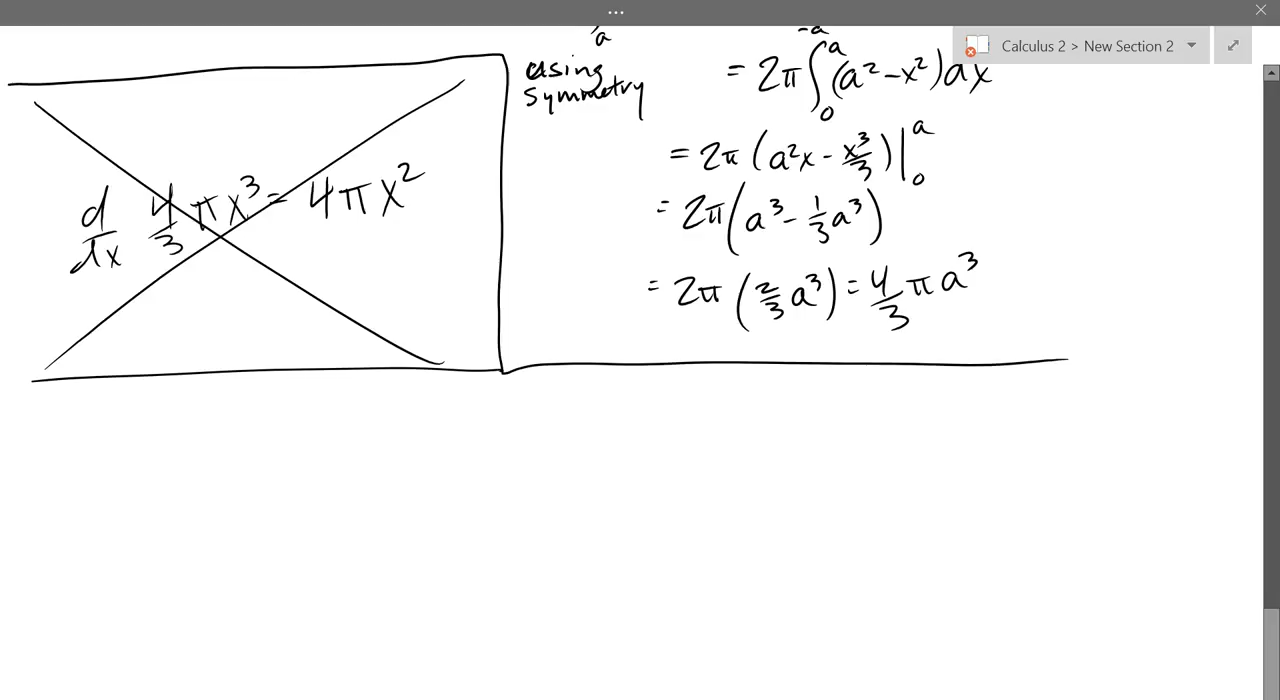 ...
Calculus 2 > New Section 2
-a
a
using
symmetry
= 2π ∫₀ᵃ (a² - x²) dx
= 2π (a²x - x³/3) |₀ᵃ
= 2π (a³ - 1/3 a³)
= 2π (2/3 a³) = 4/3 π a³
d/dx 4/3 πx³ = 4πx²